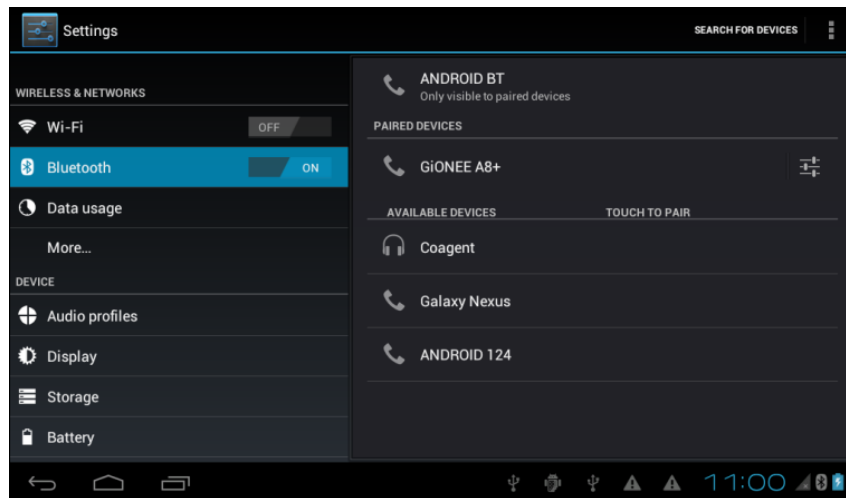 Settings
SEARCH FOR DEVICES
WIRELESS & NETWORKS
Wi-Fi
OFF
Bluetooth
ON
Data usage
More...
DEVICE
Audio profiles
Display
Storage
Battery
ANDROID BT
Only visible to paired devices
PAIRED DEVICES
GiONEE A8+
AVAILABLE DEVICES TOUCH TO PAIR
Coagent
Galaxy Nexus
ANDROID 124
11:00